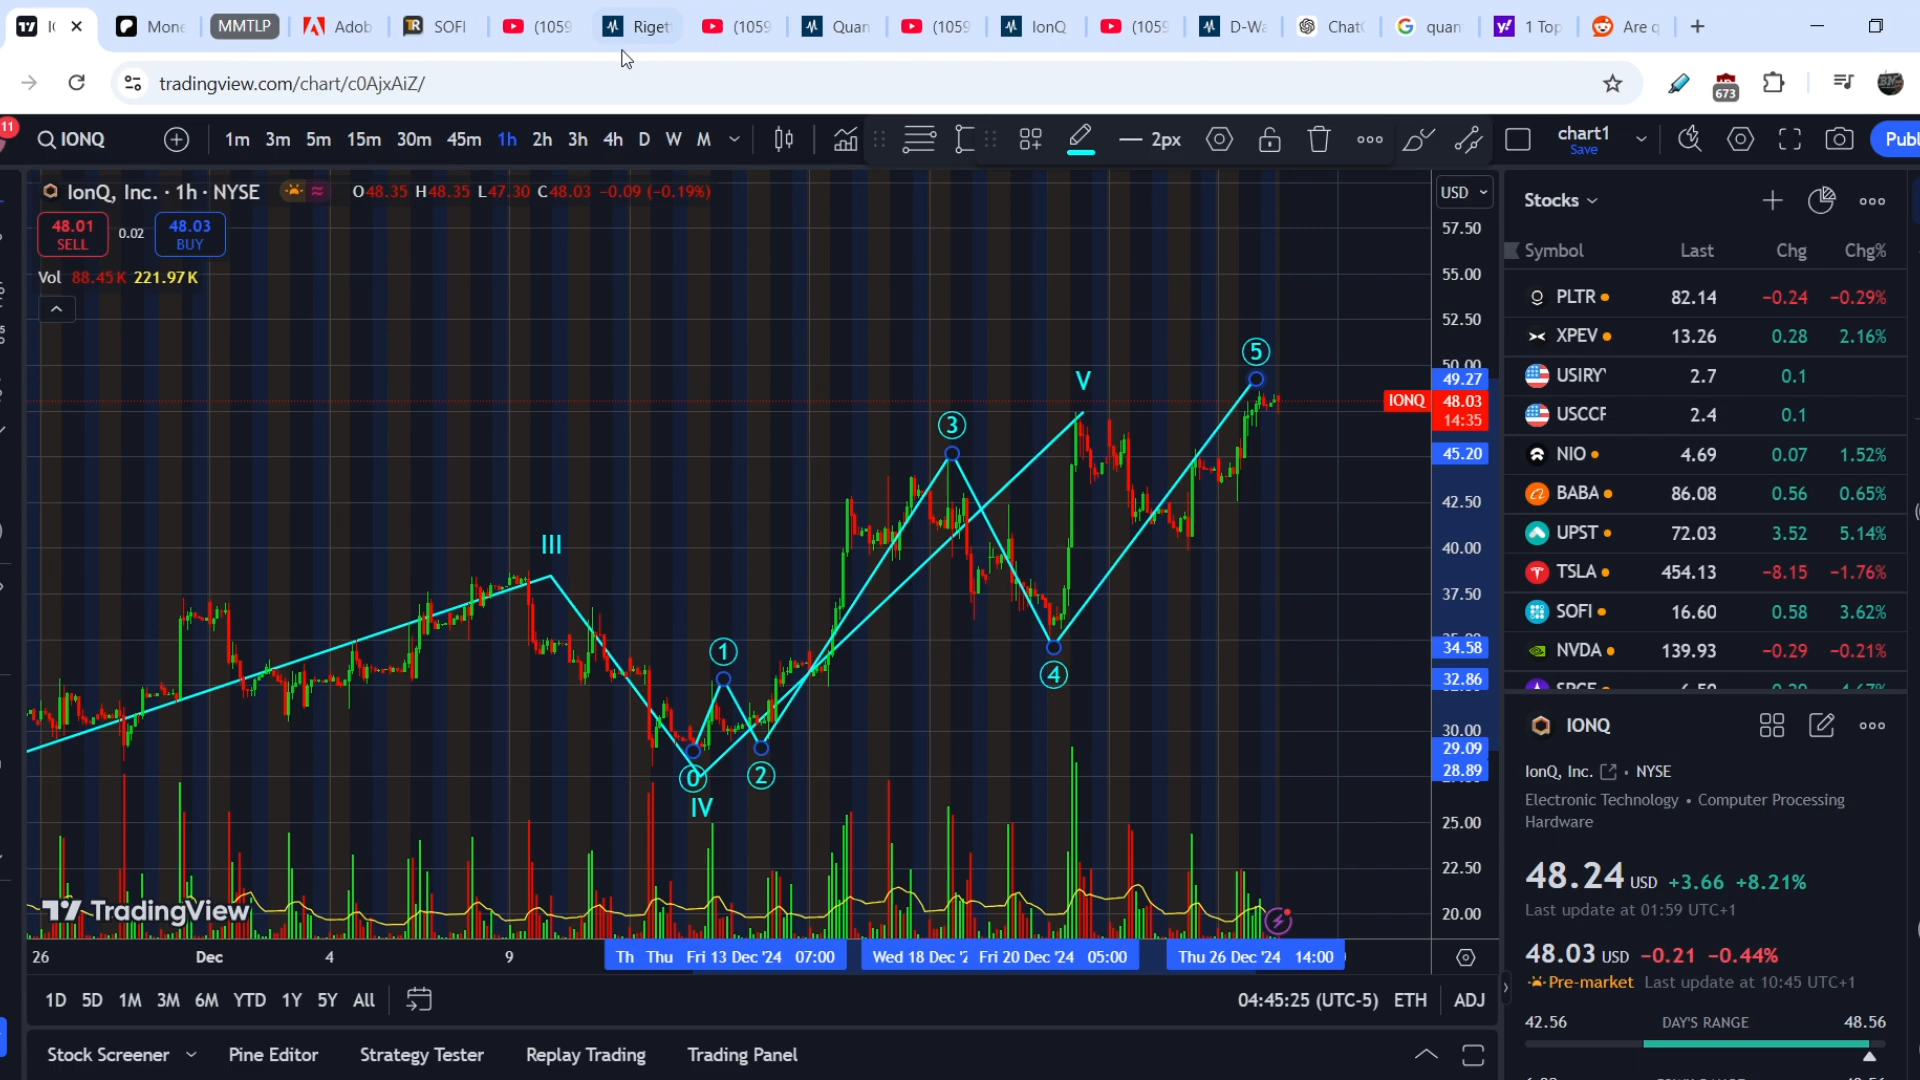 Mone
MMTLP
Adob
SOFI
(1059
Riget
(1059
Quan
(1059
IonQ
(1059
D-Wa
Chat
quan
1 Top
Are q
tradingview.com/chart/c0AjxAiZ/
673
11
IONQ
1m 3m 5m 15m 30m 45m 1h 2h 3h 4h D W M
2px
chart1
Save
Publ
IonQ, Inc. · 1h · NYSE
O48.35 H48.35 L47.30 C48.03 −0.09 (−0.19%)
48.01
SELL
0.02
48.03
BUY
Vol 88.45K 221.97K
USD
57.50
55.00
52.50
50.00
49.27
IONQ 48.03
14:35
45.20
42.50
40.00
37.50
35.00
34.58
32.86
30.00
29.09
28.89
25.00
22.50
20.00
5
V
3
III
1
4
0
2
IV
TradingView
26 Dec 4 9 Th Thu Fri 13 Dec '24 07:00 Wed 18 Dec '2 Fri 20 Dec '24 05:00 Thu 26 Dec '24 14:00
1D 5D 1M 3M 6M YTD 1Y 5Y All
04:45:25 (UTC-5) ETH ADJ
Stock Screener Pine Editor Strategy Tester Replay Trading Trading Panel
Stocks
Symbol Last Chg Chg%
PLTR 82.14 −0.24 −0.29%
XPEV 13.26 0.28 2.16%
USIRY 2.7 0.1
USCCF 2.4 0.1
NIO 4.69 0.07 1.52%
BABA 86.08 0.56 0.65%
UPST 72.03 3.52 5.14%
TSLA 454.13 −8.15 −1.76%
SOFI 16.60 0.58 3.62%
NVDA 139.93 −0.29 −0.21%
IONQ
IonQ, Inc. · NYSE
Electronic Technology • Computer Processing
Hardware
48.24 USD +3.66 +8.21%
Last update at 01:59 UTC+1
48.03 USD −0.21 −0.44%
Pre-market Last update at 10:45 UTC+1
42.56 DAY'S RANGE 48.56